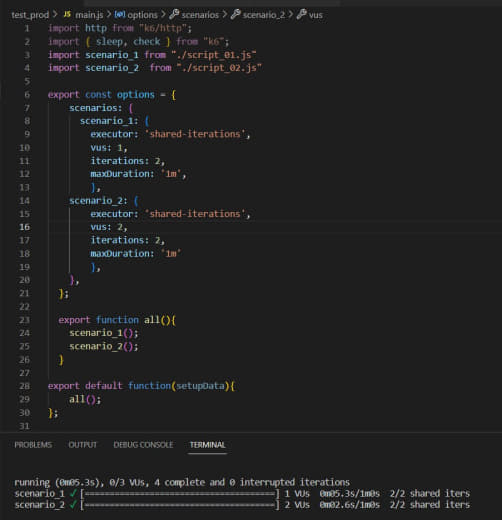 test_prod > JS main.js > options > scenarios > scenario_2 > vus
1 import http from "k6/http";
2 import { sleep, check } from "k6";
3 import scenario_1 from "./script_01.js"
4 import scenario_2  from "./script_02.js"
5
6 export const options = {
7     scenarios: {
8       scenario_1: {
9         executor: 'shared-iterations',
10         vus: 1,
11         iterations: 2,
12         maxDuration: '1m',
13         },
14     scenario_2: {
15         executor: 'shared-iterations',
16         vus: 2,
17         iterations: 2,
18         maxDuration: '1m'
19         },
20     },
21   };
22
23   export function all(){
24     scenario_1();
25     scenario_2();
26   }
27
28 export default function(setupData){
29     all();
30 };
31
PROBLEMS OUTPUT DEBUG CONSOLE TERMINAL
running (0m05.3s), 0/3 VUs, 4 complete and 0 interrupted iterations
scenario_1 ✓ [======================================] 1 VUs  0m05.3s/1m0s  2/2 shared iters
scenario_2 ✓ [======================================] 2 VUs  0m02.6s/1m0s  2/2 shared iters